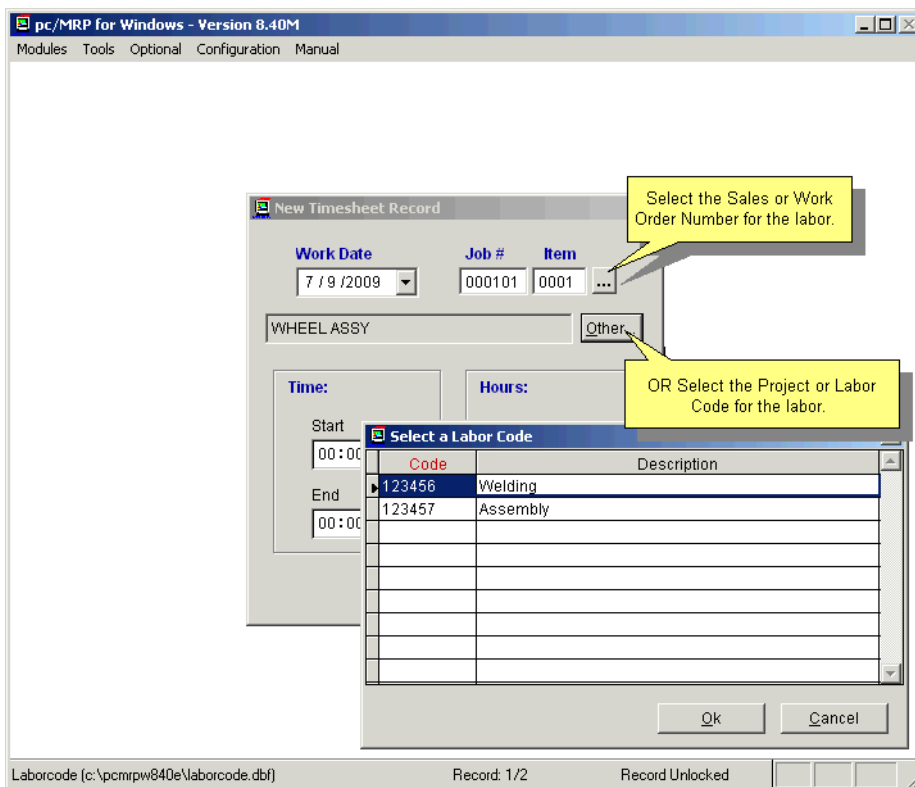 pc/MRP for Windows - Version 8.40M
Modules Tools Optional Configuration Manual
New Timesheet Record
Select the Sales or Work
Order Number for the labor.
Work Date Job # Item
7 / 9 /2009 000101 0001 ...
WHEEL ASSY Other...
OR Select the Project or Labor
Code for the labor.
Time: Hours:
Start
00:00
End
00:00
Select a Labor Code
Code Description
123456 Welding
123457 Assembly
Ok Cancel
Laborcode (c:\pcmrpw840e\laborcode.dbf) Record: 1/2 Record Unlocked